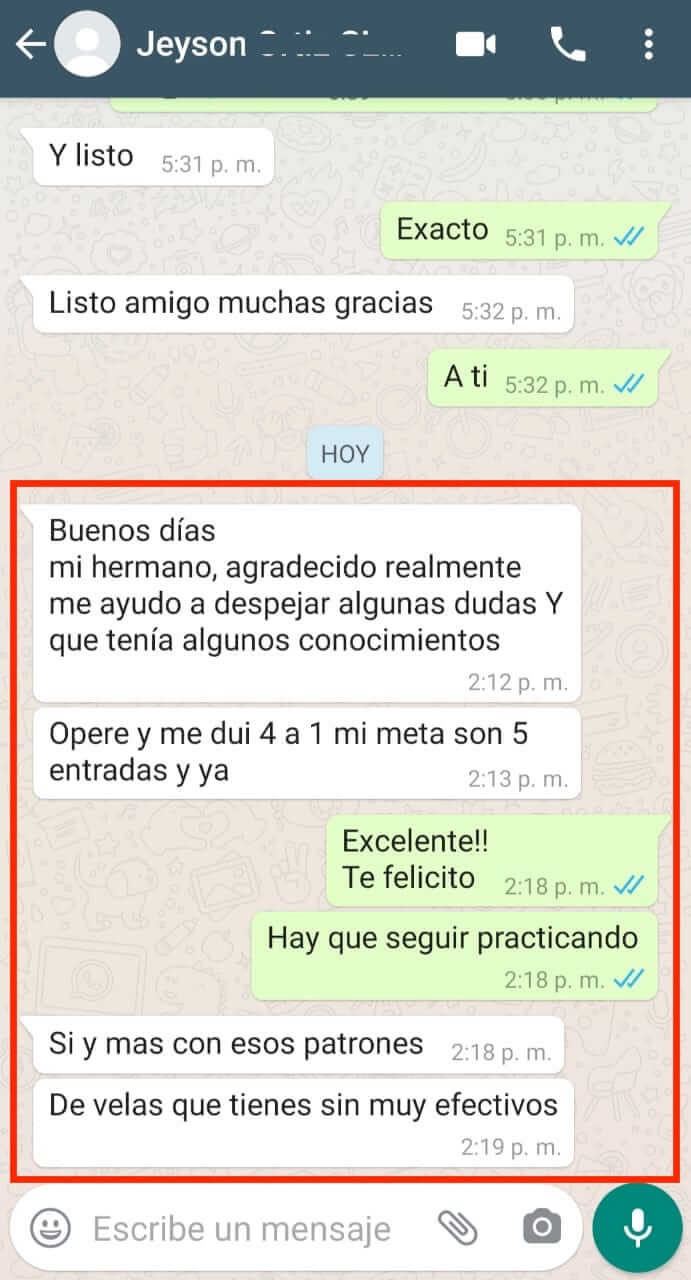 Jeyson
Y listo 5:31 p. m.
Exacto 5:31 p. m.
Listo amigo muchas gracias 5:32 p. m.
A ti 5:32 p. m.
HOY
Buenos días
mi hermano, agradecido realmente
me ayudo a despejar algunas dudas Y
que tenía algunos conocimientos
2:12 p. m.
Opere y me dui 4 a 1 mi meta son 5
entradas y ya 2:13 p. m.
Excelente!!
Te felicito 2:18 p. m.
Hay que seguir practicando
2:18 p. m.
Si y mas con esos patrones 2:18 p. m.
De velas que tienes sin muy efectivos
2:19 p. m.
Escribe un mensaje